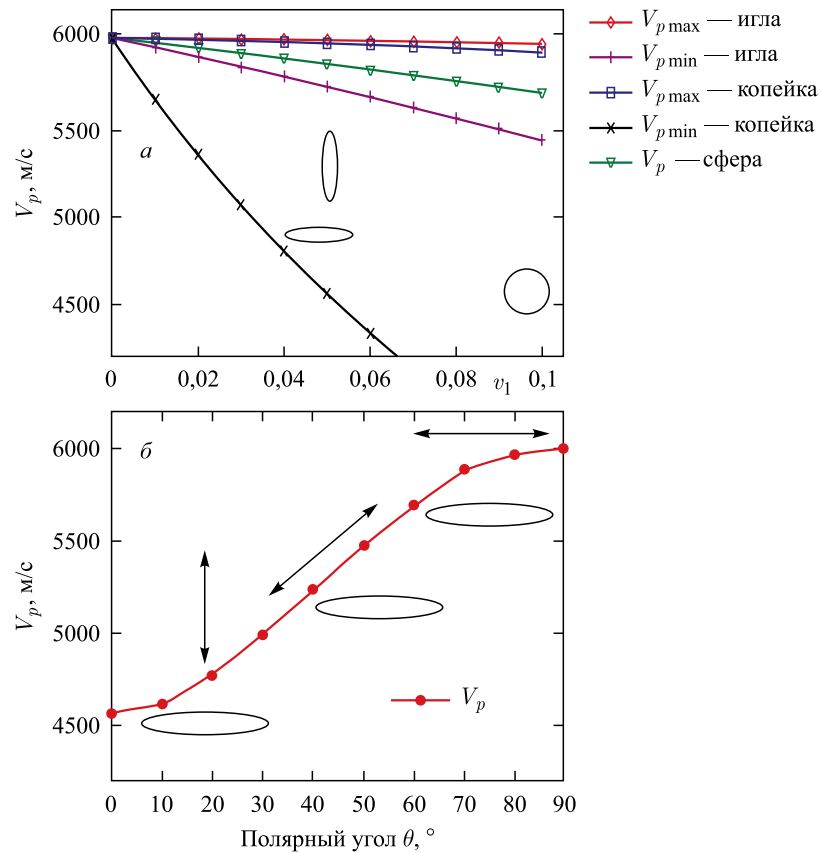 6000
5500
5000
4500
V_p, м/с
а
0 0,02 0,04 0,06 0,08 v_1 0,1
V_p max — игла
V_p min — игла
V_p max — копейка
V_p min — копейка
V_p — сфера
6000
5500
5000
4500
V_p, м/с
б
V_p
0 10 20 30 40 50 60 70 80 90
Полярный угол θ, °